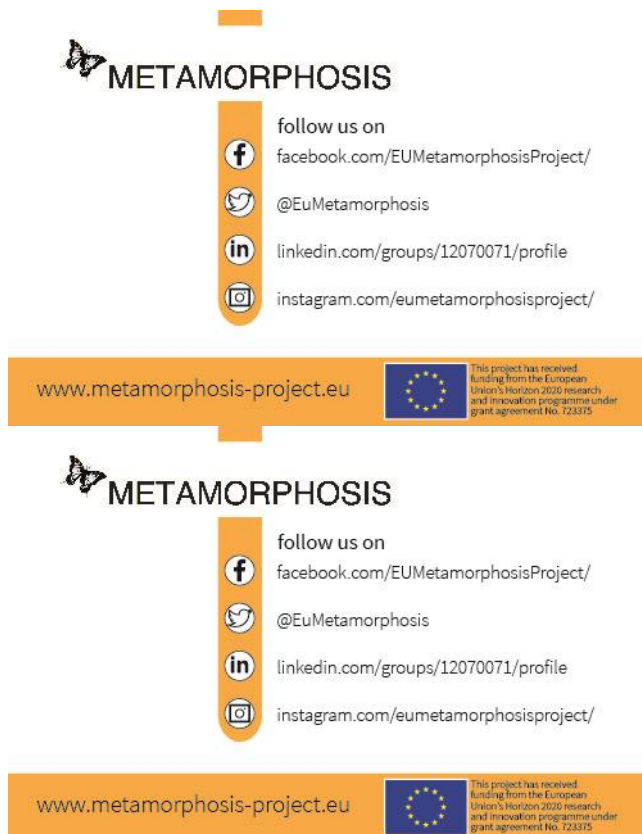 METAMORPHOSIS
follow us on
facebook.com/EUMetamorphosisProject/
@EuMetamorphosis
linkedin.com/groups/12070071/profile
instagram.com/eumetamorphosisproject/
www.metamorphosis-project.eu
This project has received
funding from the European
Union's Horizon 2020 research
and innovation programme under
grant agreement No. 723375
METAMORPHOSIS
follow us on
facebook.com/EUMetamorphosisProject/
@EuMetamorphosis
linkedin.com/groups/12070071/profile
instagram.com/eumetamorphosisproject/
www.metamorphosis-project.eu
This project has received
funding from the European
Union's Horizon 2020 research
and innovation programme under
grant agreement No. 723375